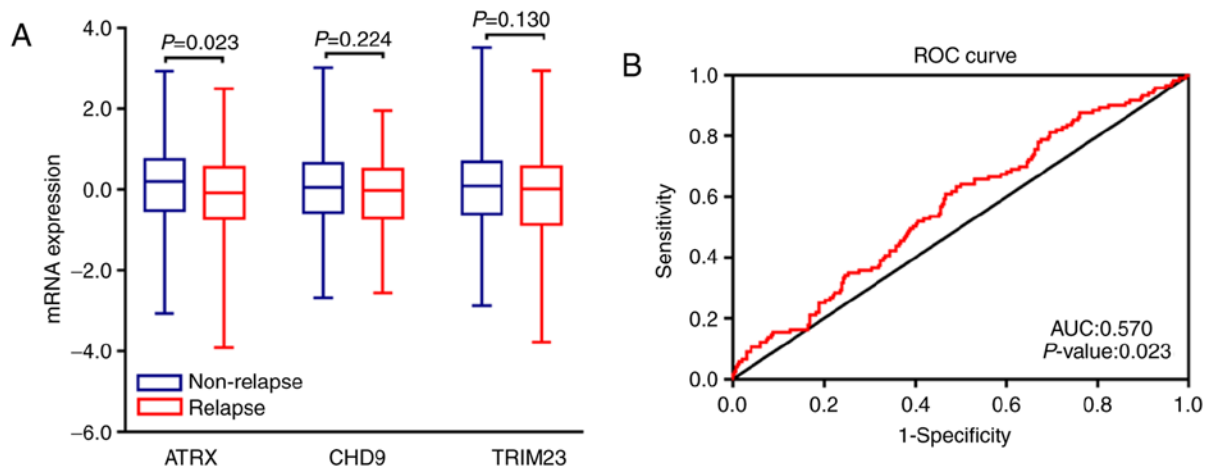 A
P=0.023
P=0.224
P=0.130
4.0
2.0
0.0
−2.0
−4.0
−6.0
mRNA expression
Non-relapse
Relapse
ATRX
CHD9
TRIM23
B
ROC curve
1.0
0.8
0.6
0.4
0.2
0.0
Sensitivity
AUC:0.570
P-value:0.023
0.0
0.2
0.4
0.6
0.8
1.0
1-Specificity